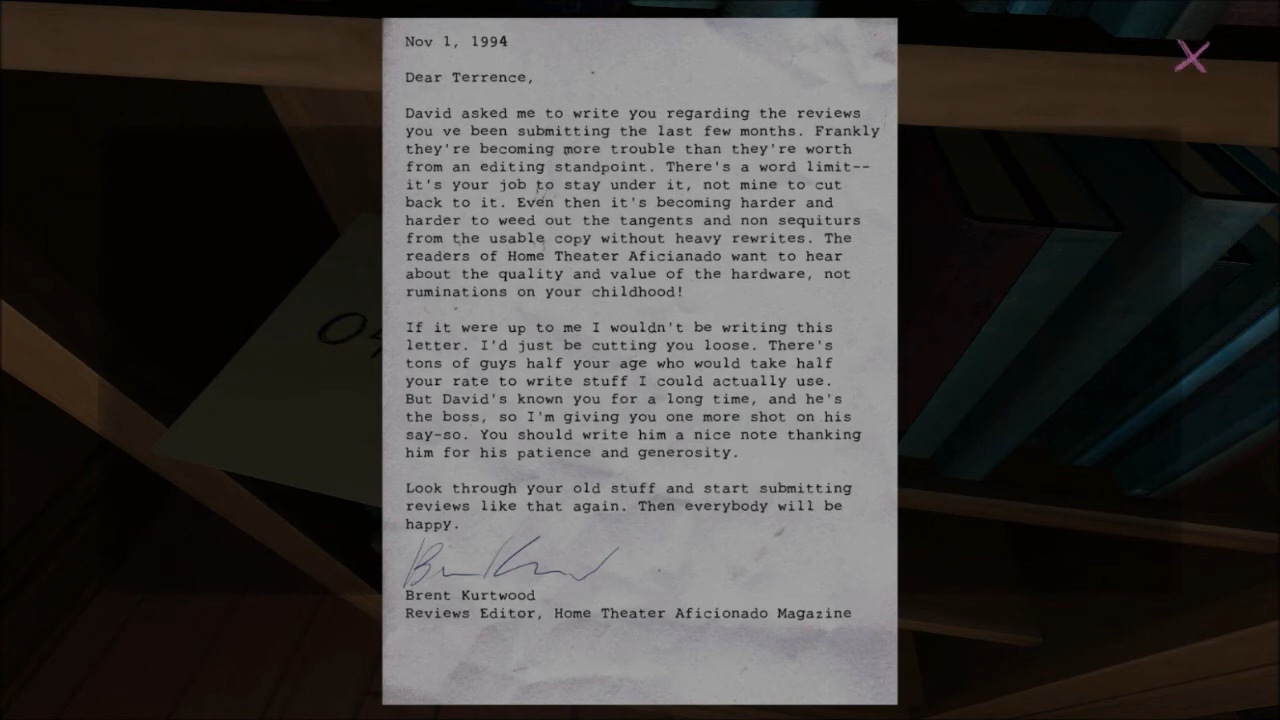 Nov 1, 1994
Dear Terrence,
David asked me to write you regarding the reviews
you ve been submitting the last few months. Frankly
they're becoming more trouble than they're worth
from an editing standpoint. There's a word limit--
it's your job to stay under it, not mine to cut
back to it. Even then it's becoming harder and
harder to weed out the tangents and non sequiturs
from the usable copy without heavy rewrites. The
readers of Home Theater Aficianado want to hear
about the quality and value of the hardware, not
ruminations on your childhood!
If it were up to me I wouldn't be writing this
letter. I'd just be cutting you loose. There's
tons of guys half your age who would take half
your rate to write stuff I could actually use.
But David's known you for a long time, and he's
the boss, so I'm giving you one more shot on his
say-so. You should write him a nice note thanking
him for his patience and generosity.
Look through your old stuff and start submitting
reviews like that again. Then everybody will be
happy.
Brent Kurtwood
Reviews Editor, Home Theater Aficionado Magazine